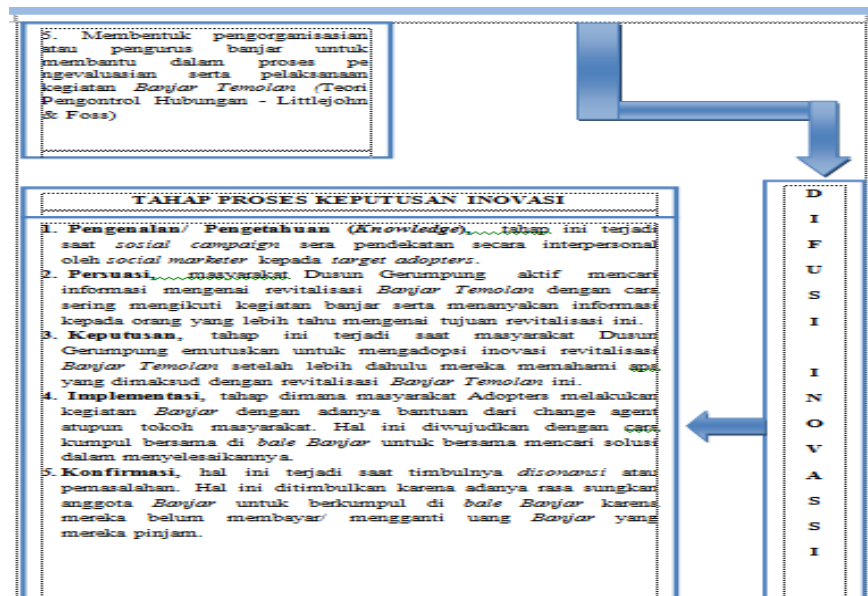 5. Membentuk pengorganisasian
atau pengurus banjar untuk
membantu dalam proses pe
ngevaluasian serta pelaksanaan
kegiatan Banjar Temolan (Teori
Pengontrol Hubungan - Littlejohn
& Foss)
TAHAP PROSES KEPUTUSAN INOVASI
1. Pengenalan/ Pengetahuan (Knowledge), tahap ini terjadi
saat sosial campaign sera pendekatan secara interpersonal
oleh social marketer kepada target adopters.
2. Persuasi, masyarakat Dusun Gerumpung aktif mencari
informasi mengenai revitalisasi Banjar Temolan dengan cara
sering mengikuti kegiatan banjar serta menanyakan informasi
kepada orang yang lebih tahu mengenai tujuan revitalisasi ini.
3. Keputusan, tahap ini terjadi saat masyarakat Dusun
Gerumpung emutuskan untuk mengadopsi inovasi revitalisasi
Banjar Temolan setelah lebih dahulu mereka memahami apa
yang dimaksud dengan revitalisasi Banjar Temolan ini.
4. Implementasi, tahap dimana masyarakat Adopters melakukan
kegiatan Banjar dengan adanya bantuan dari change agent
atupun tokoh masyarakat. Hal ini diwujudkan dengan cara
kumpul bersama di bale Banjar untuk bersama mencari solusi
dalam menyelesaikannya.
5. Konfirmasi, hal ini terjadi saat timbulnya disonansi atau
pemasalahan. Hal ini ditimbulkan karena adanya rasa sungkan
anggota Banjar untuk berkumpul di bale Banjar karena
mereka belum membayar/ mengganti uang Banjar yang
mereka pinjam.
D
I
F
U
S
I
I
N
O
V
A
S
S
I